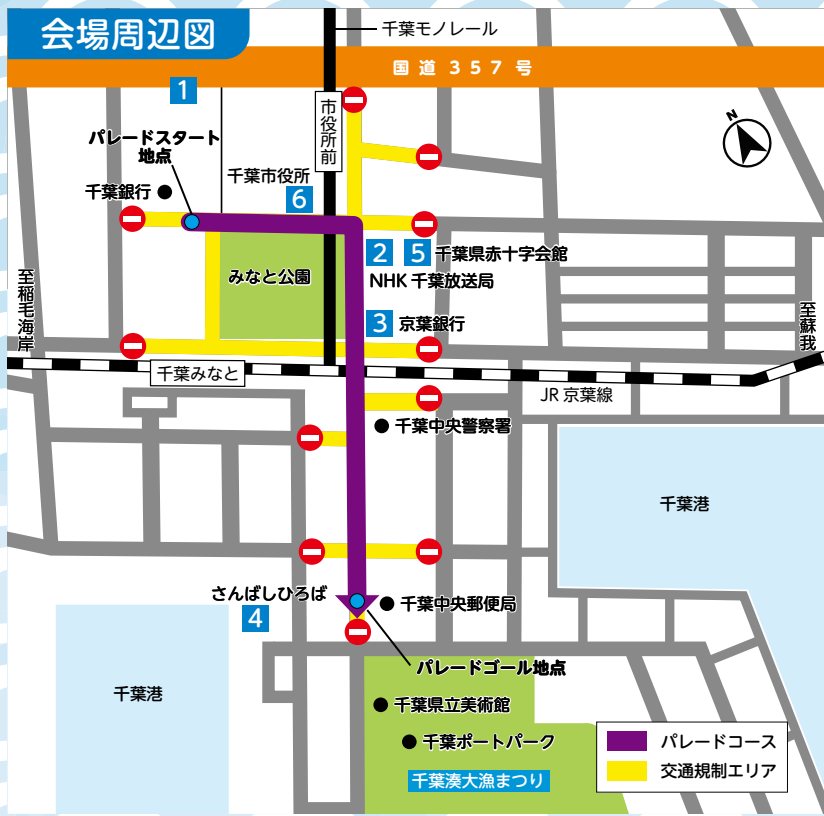 会場周辺図
千葉モノレール
国道357号
1
市役所前
N
パレードスタート
地点
千葉市役所
千葉銀行
6
2 5 千葉県赤十字会館
NHK 千葉放送局
みなと公園
至稲毛海岸
至蘇我
3 京葉銀行
千葉みなと
JR 京葉線
千葉中央警察署
千葉港
さんばしひろば
4
千葉中央郵便局
パレードゴール地点
千葉港
千葉県立美術館
千葉ポートパーク
千葉湊大漁まつり
パレードコース
交通規制エリア